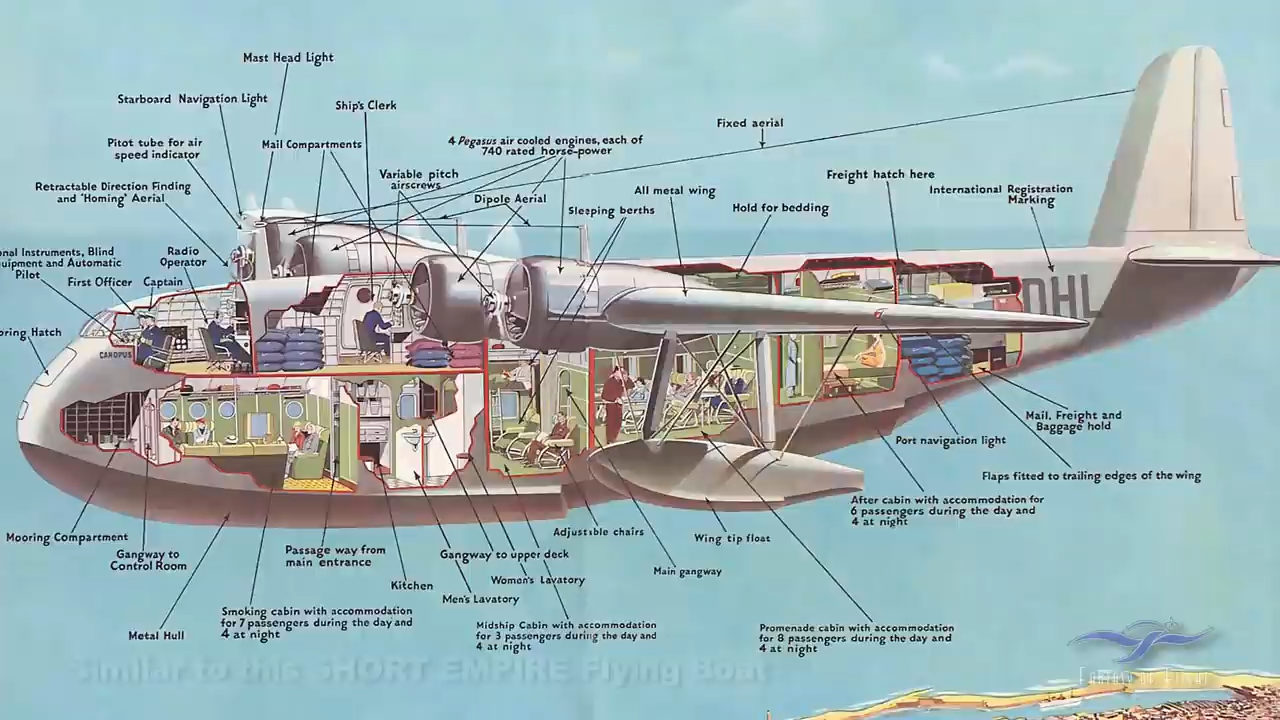 Mast Head Light
Starboard Navigation Light
Ship's Clerk
Pitot tube for air
speed indicator
Mail Compartments
4 Pegasus air cooled engines, each of
740 rated horse-power
Fixed aerial
Variable pitch
airscrews
Retractable Direction Finding
and 'Homing' Aerial
Dipole Aerial
Sleeping berths
All metal wing
Hold for bedding
Freight hatch here
International Registration
Marking
onal Instruments, Blind
uipment and Automatic
Pilot
Radio
Operator
First Officer
Captain
oring Hatch
CANOPUS
DHL
Mail, Freight and
Baggage hold
Port navigation light
Flaps fitted to trailing edges of the wing
After cabin with accommodation for
6 passengers during the day and
4 at night
Mooring Compartment
Gangway to
Control Room
Passage way from
main entrance
Gangway to upper deck
Adjustable chairs
Wing tip float
Main gangway
Kitchen
Women's Lavatory
Men's Lavatory
Metal Hull
Smoking cabin with accommodation
for 7 passengers during the day and
4 at night
Midship Cabin with accommodation
for 3 passengers during the day and
4 at night
Promenade cabin with accommodation
for 8 passengers during the day and
4 at night
Similar to this SHORT EMPIRE Flying Boat
Fantasy of Flight